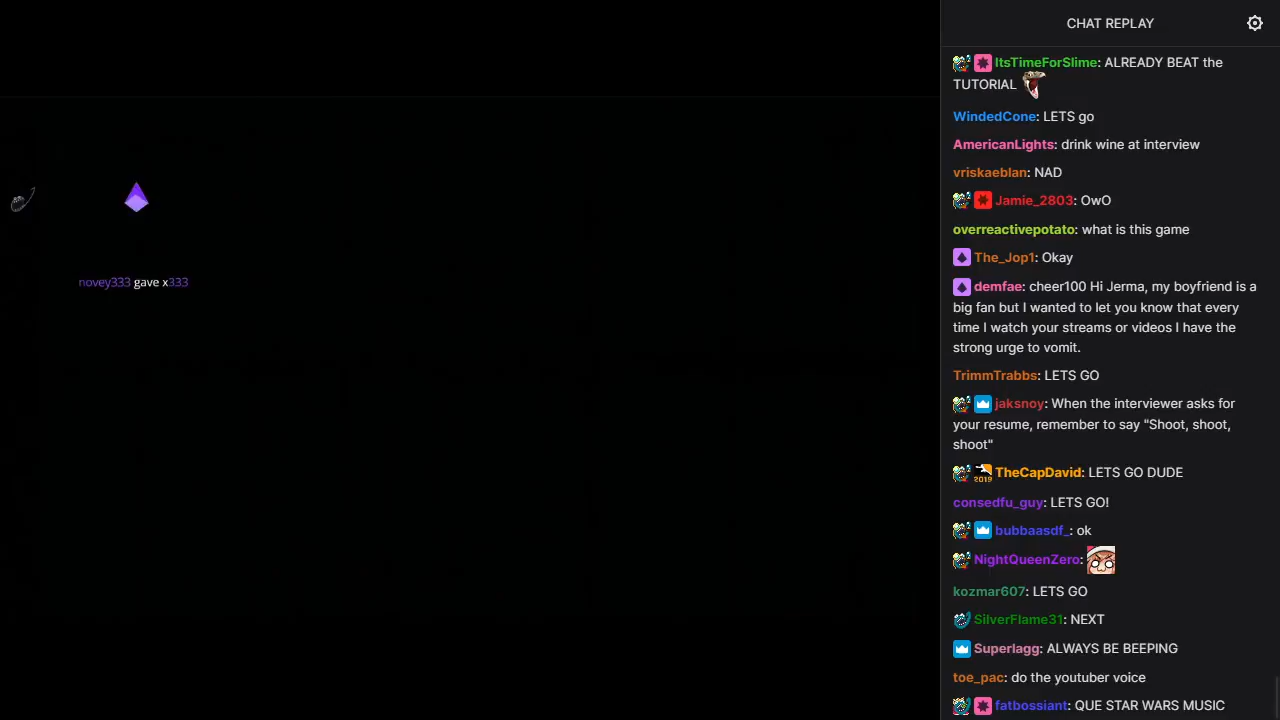 CHAT REPLAY
ItsTimeForSlime: ALREADY BEAT the
TUTORIAL
WindedCone: LETS go
AmericanLights: drink wine at interview
vriskaeblan: NAD
Jamie_2803: OwO
overreactivepotato: what is this game
The_Jop1: Okay
demfae: cheer100 Hi Jerma, my boyfriend is a
big fan but I wanted to let you know that every
time I watch your streams or videos I have the
strong urge to vomit.
TrimmTrabbs: LETS GO
jaksnoy: When the interviewer asks for
your resume, remember to say "Shoot, shoot,
shoot"
2019 TheCapDavid: LETS GO DUDE
consedfu_guy: LETS GO!
bubbaasdf_: ok
NightQueenZero:
kozmar607: LETS GO
SilverFlame31: NEXT
Superlagg: ALWAYS BE BEEPING
toe_pac: do the youtuber voice
fatbossiant: QUE STAR WARS MUSIC
novey333 gave x333